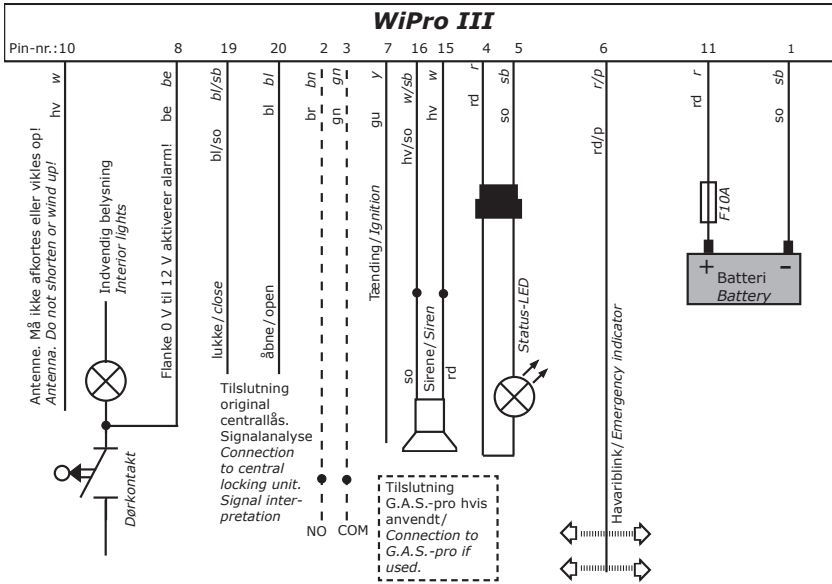 WiPro III
Pin-nr.:10 8 19 20 2 3 7 16 15 4 5 6 11 1
w
hv
be
be
bl/sb
bl/so
bl
bl
bn
br
gn
gn
y
gu
w/sb
hv/so
w
hv
r
rd
sb
so
r/p
rd/p
r
rd
sb
so
Antenne. Må ikke afkortes eller vikles op!
Antenna. Do not shorten or wind up!
Indvendig belysning
Interior lights
Flanke 0 V til 12 V aktiverer alarm!
lukke/close
åbne/open
Tænding/Ignition
so
Sirene/Siren
rd
Status-LED
Havariblink/Emergency indicator
F10A
+ -
Batteri
Battery
Dørkontakt
Tilslutning
original
centrallås.
Signalanalyse
Connection
to central
locking unit.
Signal inter-
pretation
NO COM
Tilslutning
G.A.S.-pro hvis
anvendt/
Connection to
G.A.S.-pro if
used.